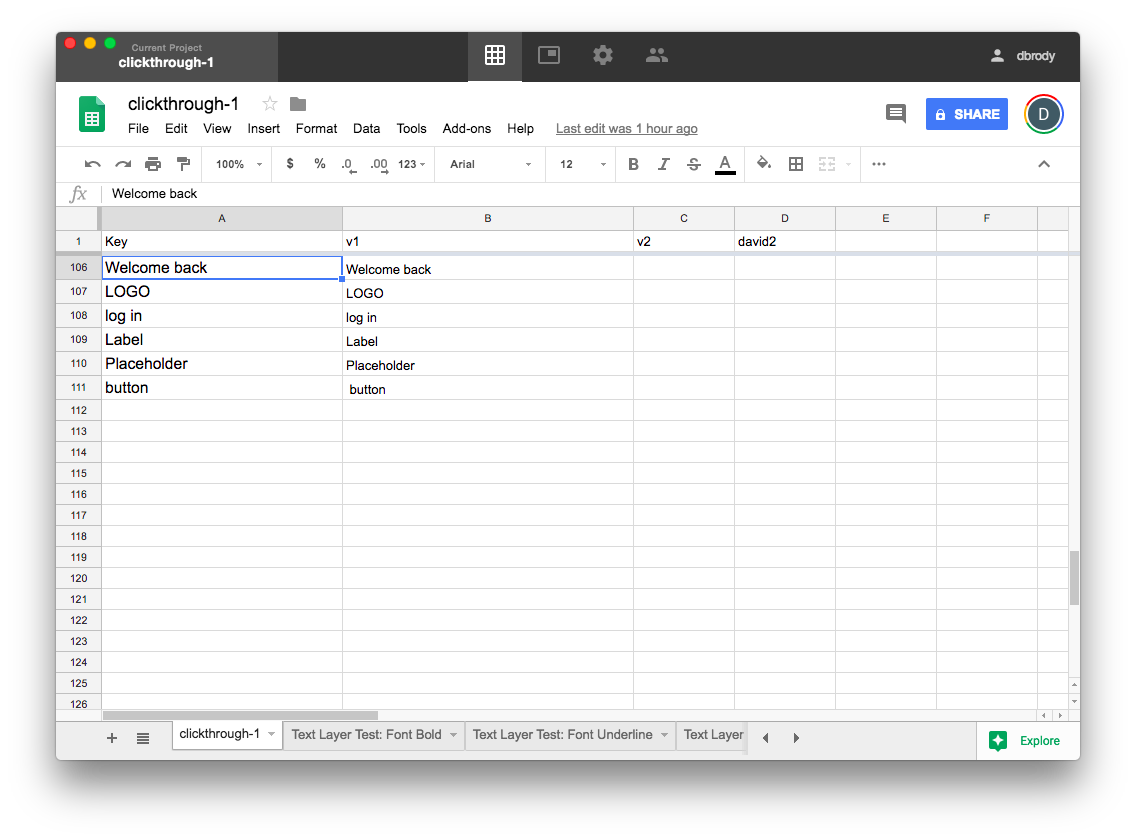 Current Project
clickthrough-1
dbrody
clickthrough-1
File Edit View Insert Format Data Tools Add-ons Help Last edit was 1 hour ago
SHARE
D
100% $ % .0 .00 123 Arial 12 B I S A
fx Welcome back
A B C D E F
1 Key v1 v2 david2
106 Welcome back Welcome back
107 LOGO LOGO
108 log in log in
109 Label Label
110 Placeholder Placeholder
111 button button
112
113
114
115
116
117
118
119
120
121
122
123
124
125
126
clickthrough-1 Text Layer Test: Font Bold Text Layer Test: Font Underline Text Layer
Explore